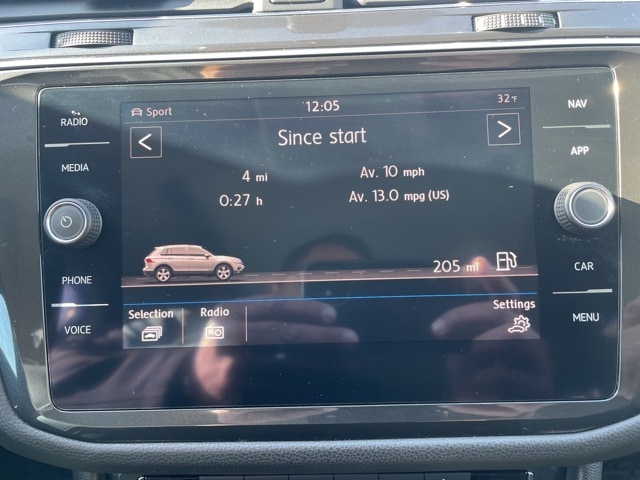 RADIO
MEDIA
PHONE
VOICE
Sport
12:05
32°F
<
Since start
>
4 mi
Av. 10 mph
0:27 h
Av. 13.0 mpg (US)
205 mi
Selection
Radio
Settings
NAV
APP
CAR
MENU